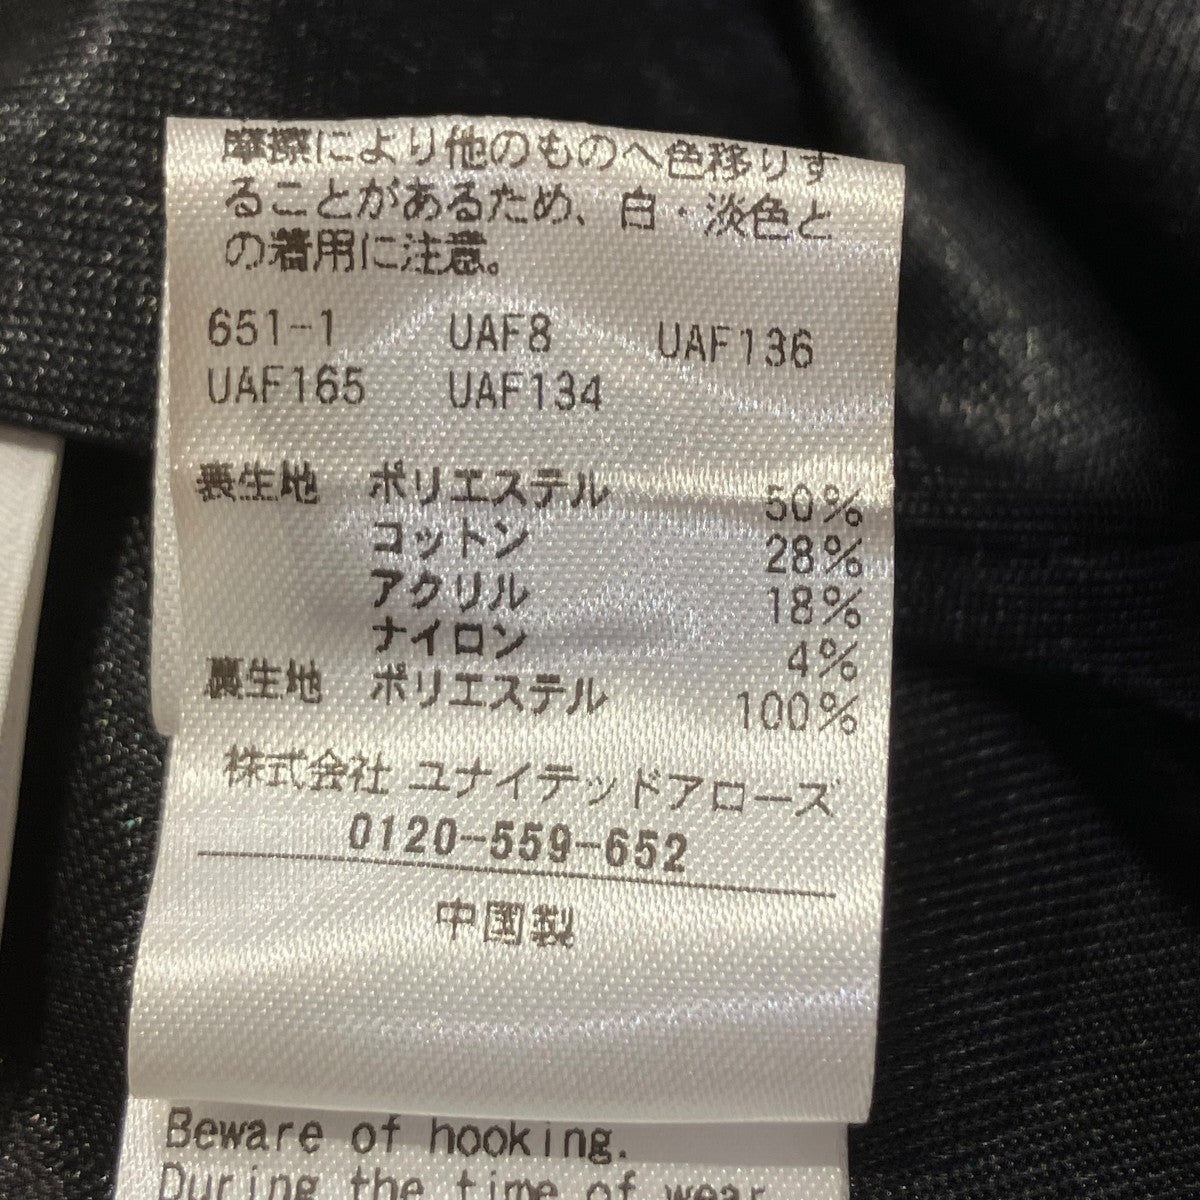 摩擦により他のものへ色移りす
ることがあるため、白・淡色と
の着用に注意。
651-1 UAF8 UAF136
UAF165 UAF134
表生地 ポリエステル 50%
コットン 28%
アクリル 18%
ナイロン 4%
裏生地 ポリエステル 100%
株式会社 ユナイテッドアローズ
0120-559-652
中国製
Beware of hooking.
During the time of wear